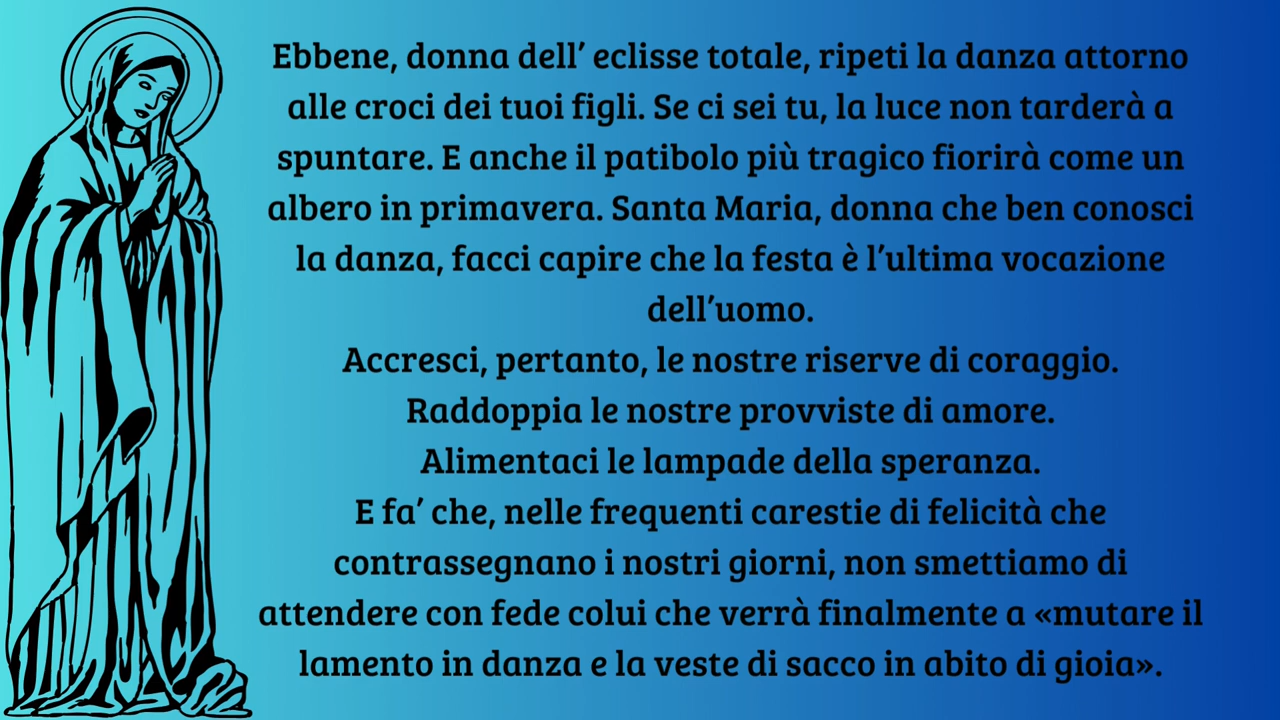 Ebbene, donna dell’ eclisse totale, ripeti la danza attorno
alle croci dei tuoi figli. Se ci sei tu, la luce non tarderà a
spuntare. E anche il patibolo più tragico fiorirà come un
albero in primavera. Santa Maria, donna che ben conosci
la danza, facci capire che la festa è l’ultima vocazione
dell’uomo.
Accresci, pertanto, le nostre riserve di coraggio.
Raddoppia le nostre provviste di amore.
Alimentaci le lampade della speranza.
E fa’ che, nelle frequenti carestie di felicità che
contrassegnano i nostri giorni, non smettiamo di
attendere con fede colui che verrà finalmente a «mutare il
lamento in danza e la veste di sacco in abito di gioia».